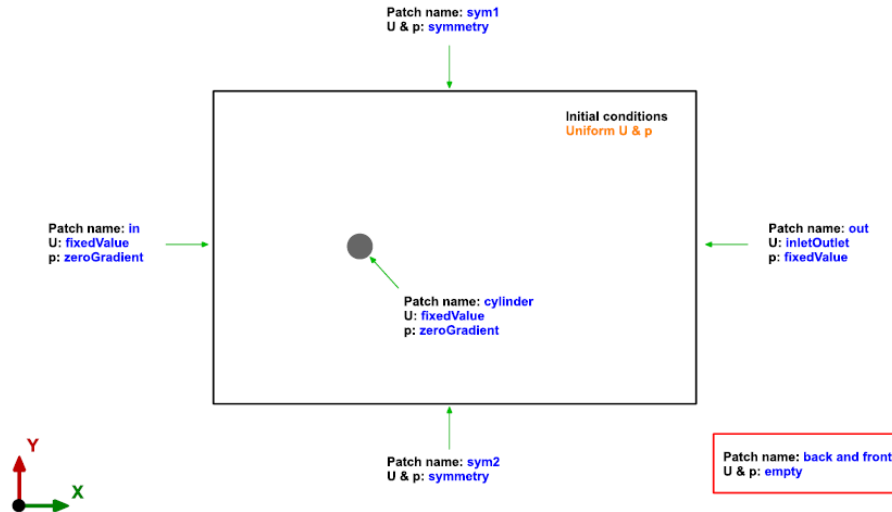 Patch name: sym1
U & p: symmetry
Initial conditions
Uniform U & p
Patch name: in
U: fixedValue
p: zeroGradient
Patch name: out
U: inletOutlet
p: fixedValue
Patch name: cylinder
U: fixedValue
p: zeroGradient
Y
X
Patch name: sym2
U & p: symmetry
Patch name: back and front
U & p: empty